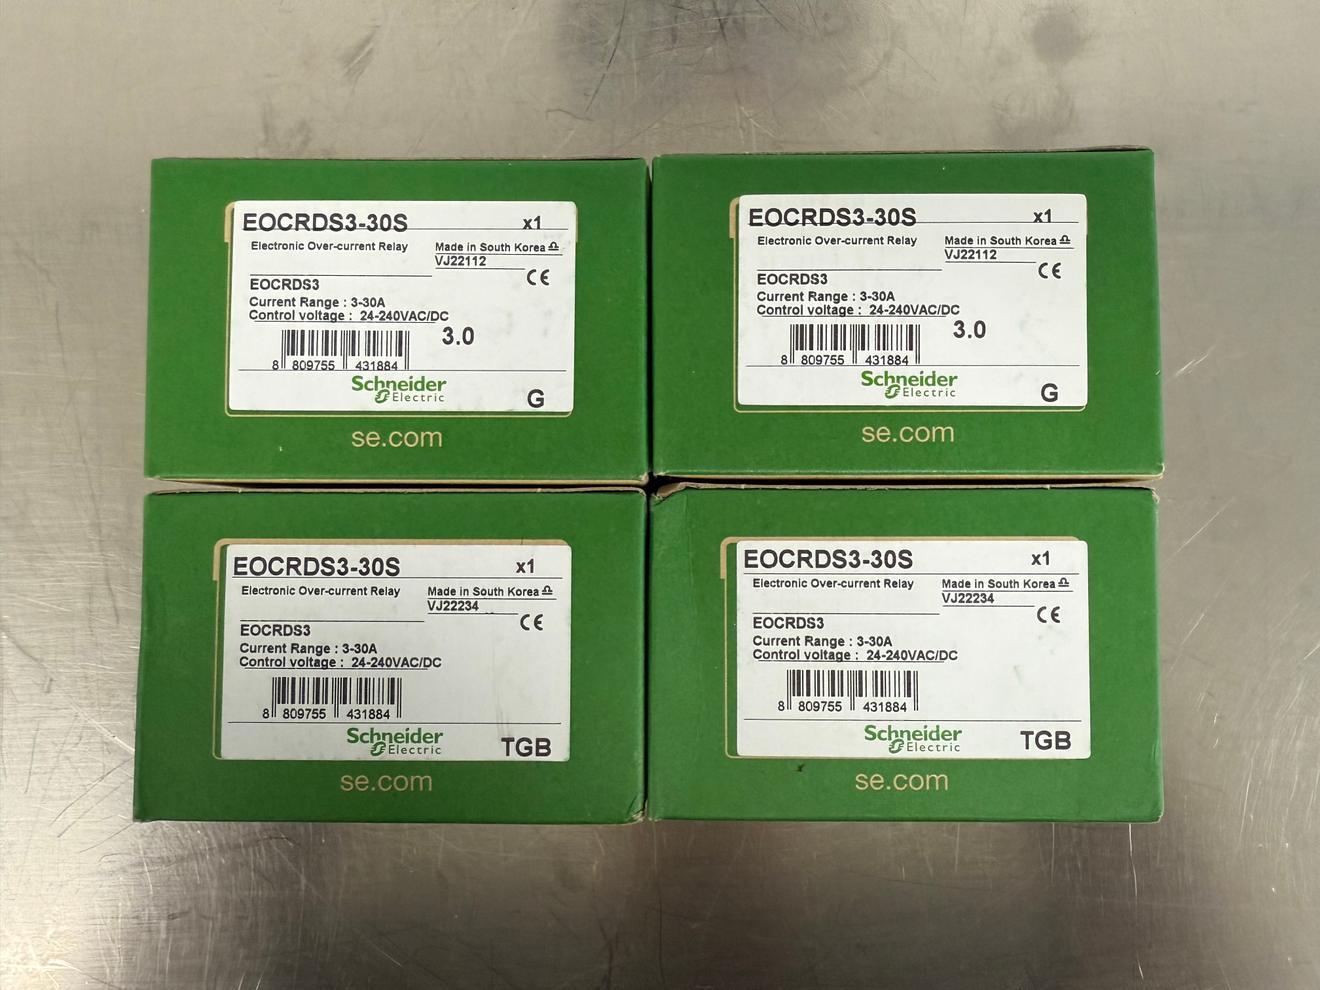 EOCRDS3-30S x1
Electronic Over-current Relay Made in South Korea
VJ22112
CE
EOCRDS3
Current Range : 3-30A
Control voltage : 24-240VAC/DC
3.0
8 809755 431884
Schneider
Electric
G
se.com
EOCRDS3-30S x1
Electronic Over-current Relay Made in South Korea
VJ22112
CE
EOCRDS3
Current Range : 3-30A
Control voltage : 24-240VAC/DC
3.0
8 809755 431884
Schneider
Electric
G
se.com
EOCRDS3-30S x1
Electronic Over-current Relay Made in South Korea
VJ22234
CE
EOCRDS3
Current Range : 3-30A
Control voltage : 24-240VAC/DC
8 809755 431884
Schneider
Electric
TGB
se.com
EOCRDS3-30S x1
Electronic Over-current Relay Made in South Korea
VJ22234
CE
EOCRDS3
Current Range : 3-30A
Control voltage : 24-240VAC/DC
8 809755 431884
Schneider
Electric
TGB
se.com